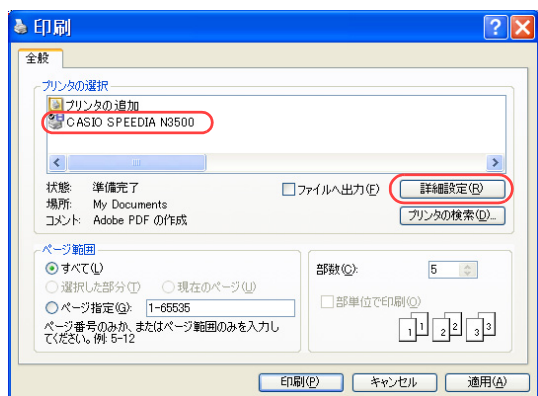 印刷
全般
プリンタの選択
プリンタの追加
CASIO SPEEDIA N3500
状態: 準備完了
場所: My Documents
コメント: Adobe PDF の作成
ファイルへ出力(F)
詳細設定(R)
プリンタの検索(D)...
ページ範囲
すべて(L)
選択した部分(T) 現在のページ(U)
ページ指定(G): 1-65535
ページ番号のみか、またはページ範囲のみを入力し
てください。例: 5-12
部数(C): 5
部単位で印刷(O)
1 1 2 2 3 3
印刷(P) キャンセル 適用(A)